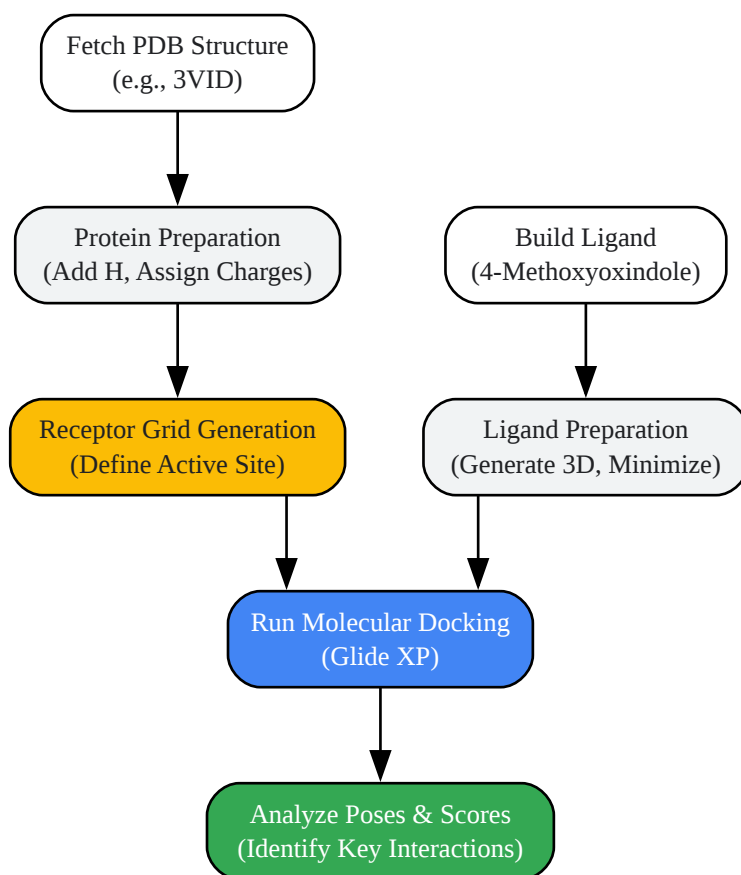 Fetch PDB Structure
(e.g., 3VID)
Protein Preparation
(Add H, Assign Charges)
Build Ligand
(4-Methoxyoxindole)
Receptor Grid Generation
(Define Active Site)
Ligand Preparation
(Generate 3D, Minimize)
Run Molecular Docking
(Glide XP)
Analyze Poses & Scores
(Identify Key Interactions)